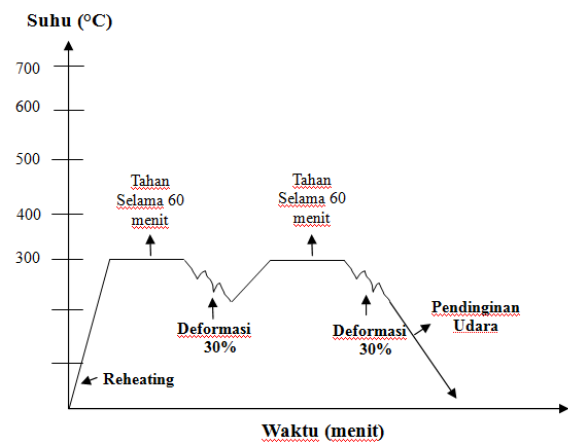 Suhu (°C)
700
600
500
400
300
Tahan
Selama 60
menit
Tahan
Selama 60
menit
Deformasi
30%
Deformasi
30%
Pendinginan
Udara
Reheating
Waktu (menit)